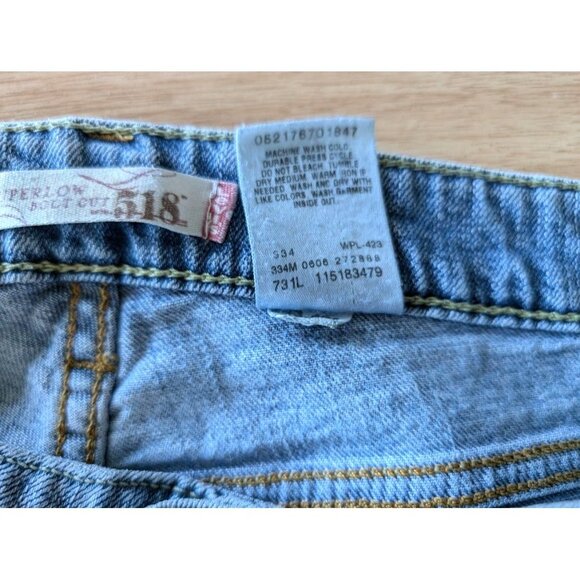 PERLOW
BOOT CUT 518
052176701847
MACHINE WASH COLD
DURABLE PRESS CYCLE
DO NOT BLEACH TUMBLE
DRY MEDIUM WARM IRON IF
NEEDED WASH AND DRY WITH
LIKE COLORS WASH GARMENT
INSIDE OUT.
334 WPL-423
334M 0606 272868
731L 115183479